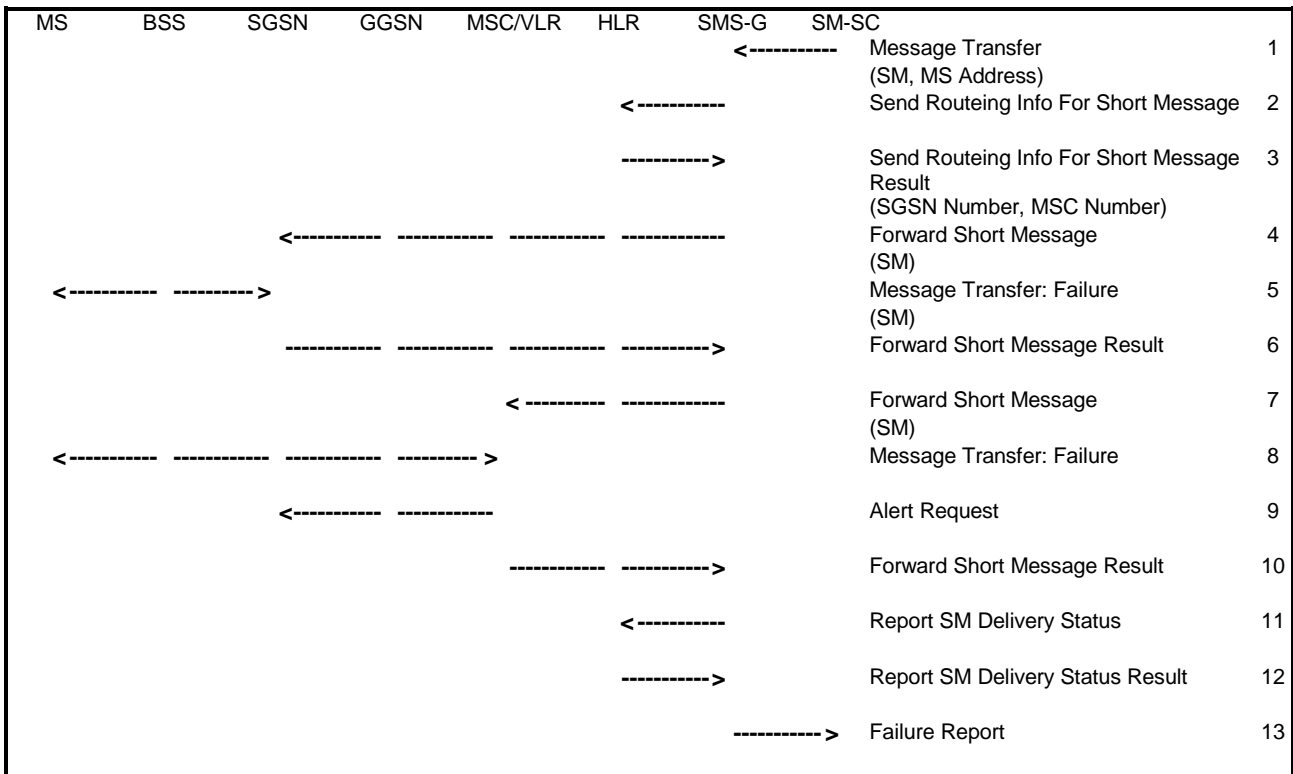 MS BSS SGSN GGSN MSC/VLR HLR SMS-G SM-SC
<----------- Message Transfer 1
(SM, MS Address)
<----------- Send Routeing Info For Short Message 2
-----------> Send Routeing Info For Short Message 3
Result
(SGSN Number, MSC Number)
<----------- ------------ ------------ ------------ Forward Short Message 4
(SM)
<----------- ----------> Message Transfer: Failure 5
(SM)
------------ ------------ ------------ -----------> Forward Short Message Result 6
<---------- ------------ Forward Short Message 7
(SM)
<----------- ------------ ------------ ----------> Message Transfer: Failure 8
<----------- ------------ Alert Request 9
------------ -----------> Forward Short Message Result 10
<----------- Report SM Delivery Status 11
-----------> Report SM Delivery Status Result 12
-----------> Failure Report 13